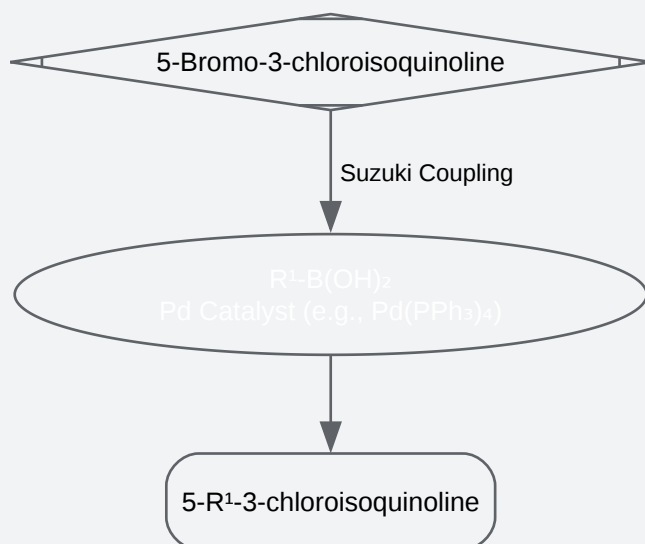 5-Bromo-3-chloroisoquinoline
Suzuki Coupling
R¹-B(OH)₂
Pd Catalyst (e.g., Pd(PPh₃)₄)
5-R¹-3-chloroisoquinoline